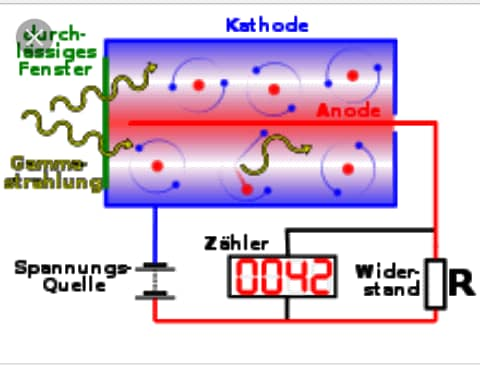 Kathode
durch-
lässiges
Fenster
Anode
Gamma-
strahlung
Zähler
0042
Spannungs-
Quelle
Wider-
stand
R